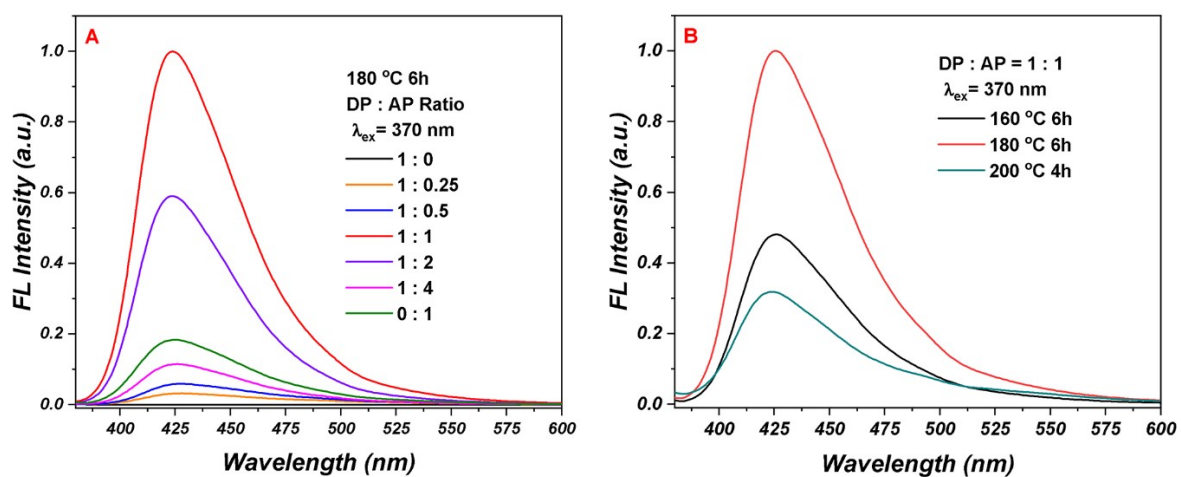 A
180 °C 6h
DP : AP Ratio
λex= 370 nm
1 : 0
1 : 0.25
1 : 0.5
1 : 1
1 : 2
1 : 4
0 : 1
FL Intensity (a.u.)
1.0
0.8
0.6
0.4
0.2
0.0
400 425 450 475 500 525 550 575 600
Wavelength (nm)
B
DP : AP = 1 : 1
λex= 370 nm
160 °C 6h
180 °C 6h
200 °C 4h
FL Intensity (a.u.)
1.0
0.8
0.6
0.4
0.2
0.0
400 425 450 475 500 525 550 575 600
Wavelength (nm)